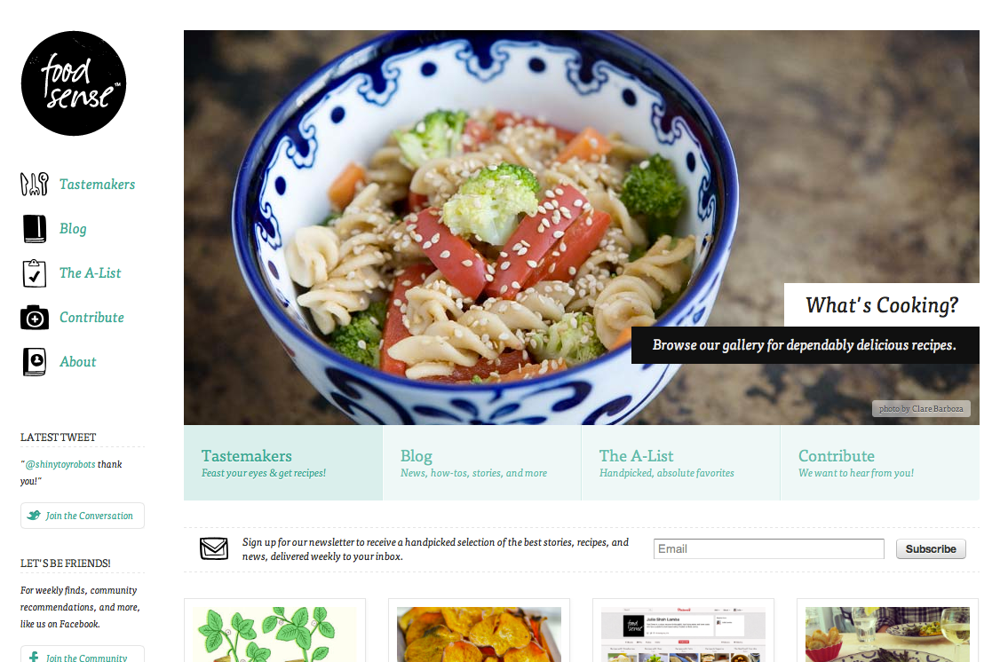 food
sense™
Tastemakers
Blog
The A-List
Contribute
About
LATEST TWEET
"@shinytoyrobots thank
you!"
Join the Conversation
LET'S BE FRIENDS!
For weekly finds, community
recommendations, and more,
like us on Facebook.
Join the Community
What's Cooking?
Browse our gallery for dependably delicious recipes.
photo by Clare Barboza
Tastemakers
Feast your eyes & get recipes!
Blog
News, how-tos, stories, and more
The A-List
Handpicked, absolute favorites
Contribute
We want to hear from you!
Sign up for our newsletter to receive a handpicked selection of the best stories, recipes, and
news, delivered weekly to your inbox.
Email
Subscribe
food
sense